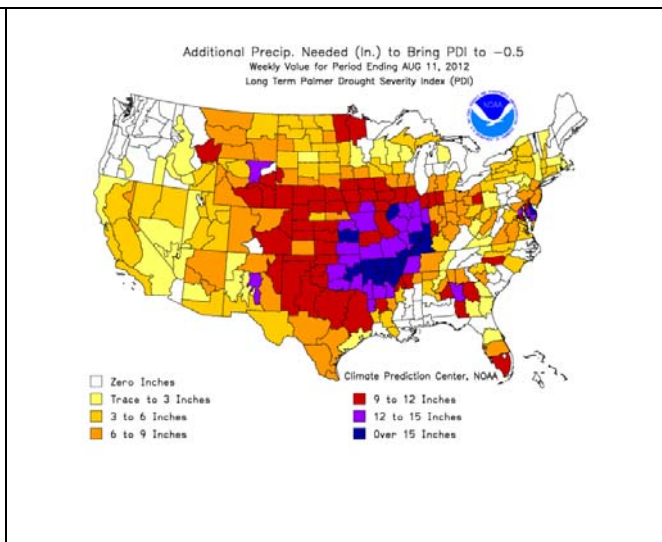 Additional Precip. Needed (In.) to Bring PDI to -0.5
Weekly Value for Period Ending AUG 11, 2012
Long Term Palmer Drought Severity Index (PDI)
NOAA
Climate Prediction Center, NOAA
Zero Inches
Trace to 3 Inches
3 to 6 Inches
6 to 9 Inches
9 to 12 Inches
12 to 15 Inches
Over 15 Inches